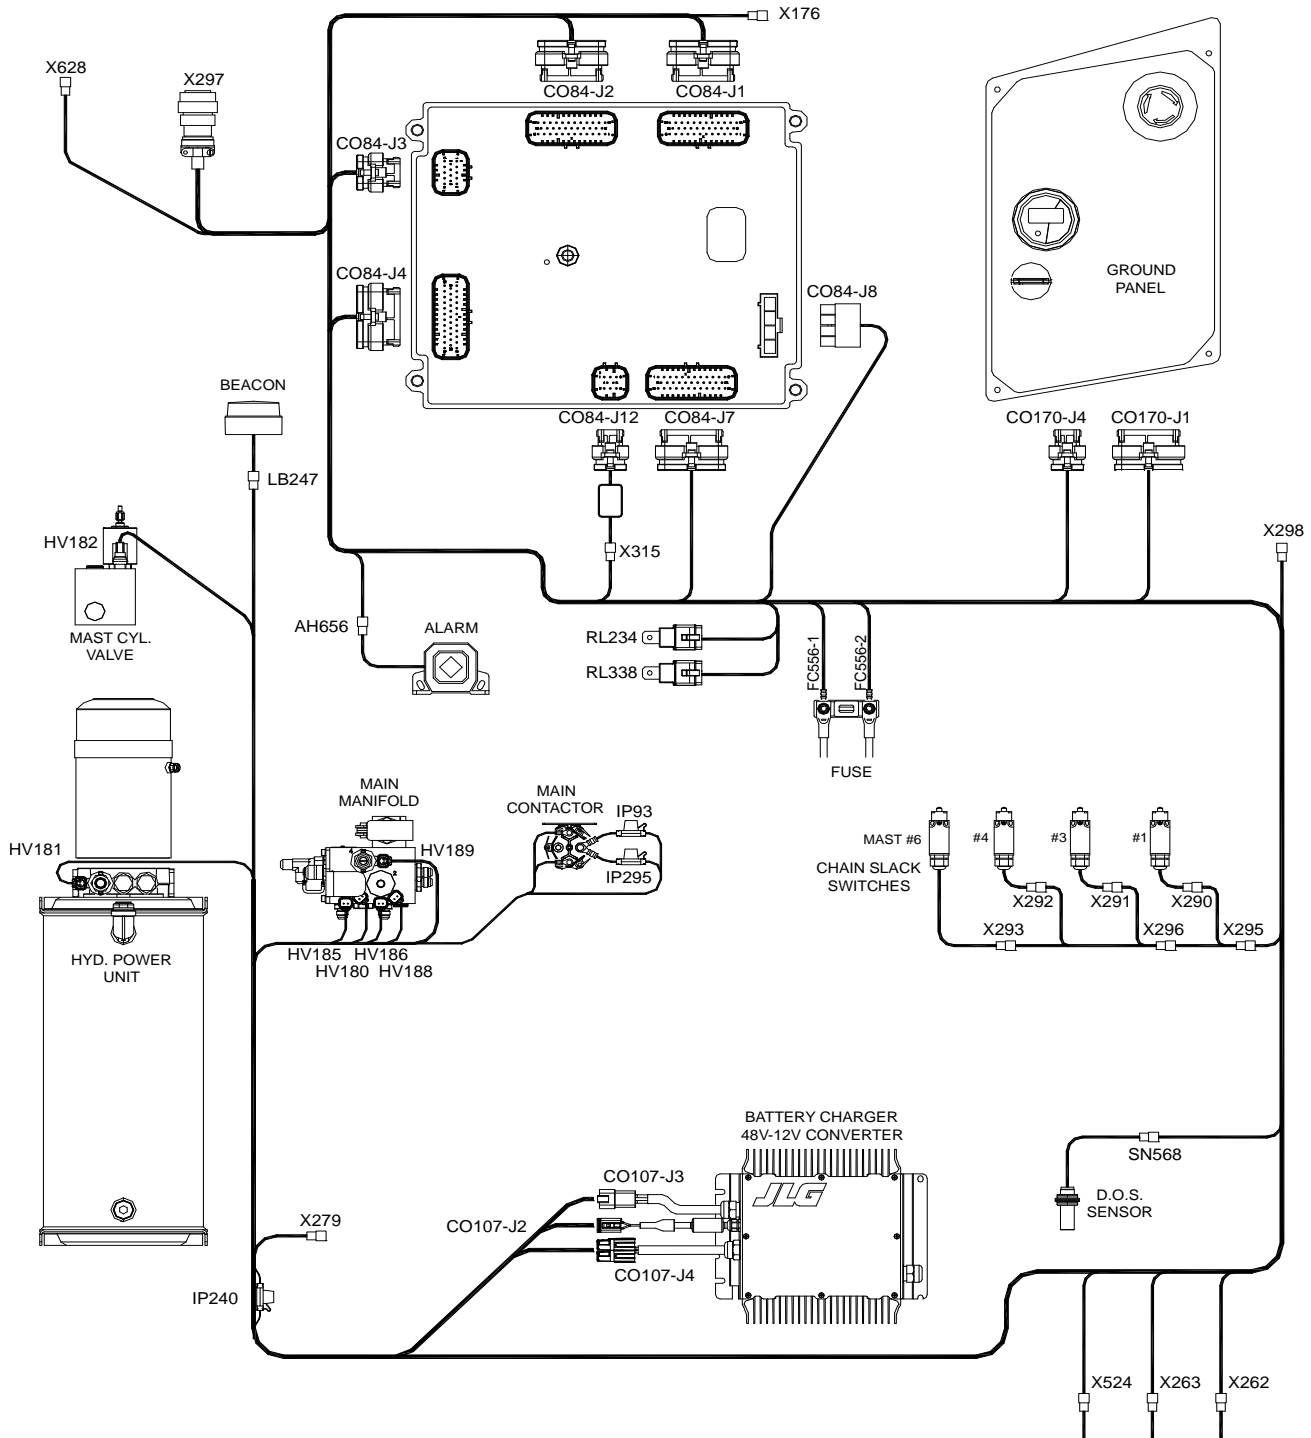 X176
X628
X297
CO84-J2
CO84-J1
CO84-J3
CO84-J4
CO84-J8
GROUND
PANEL
BEACON
CO84-J12
CO84-J7
CO170-J4
CO170-J1
LB247
HV182
X315
X298
MAST CYL.
VALVE
AH656
ALARM
RL234
RL338
FC556-1
FC556-2
FUSE
MAIN
MANIFOLD
MAIN
CONTACTOR
IP93
IP295
HV181
HV189
2
MAST #6
#4
#3
#1
CHAIN SLACK
SWITCHES
X292
X291
X290
X293
X296
X295
HV185
HV186
HV180
HV188
HYD. POWER
UNIT
BATTERY CHARGER
48V-12V CONVERTER
SN568
CO107-J3
JLG
D.O.S.
SENSOR
X279
CO107-J2
CO107-J4
IP240
X524
X263
X262